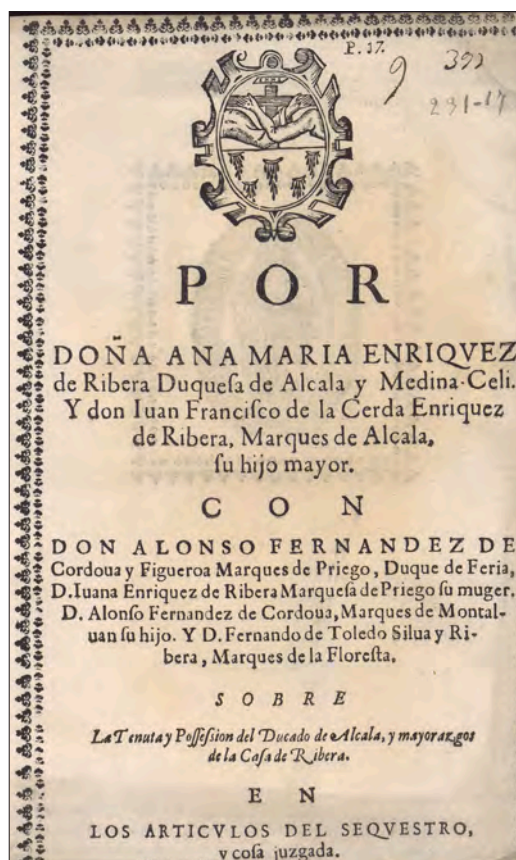 P. 17.
9 392
231-17
POR
DOÑA ANA MARIA ENRIQVEZ
de Ribera Duqueſa de Alcala y Medina-Celi.
Y don Iuan Franciſco de la Cerda Enriquez
de Ribera, Marques de Alcala,
ſu hijo mayor.
CON
DON ALONSO FERNANDEZ DE
Cordoua y Figueroa Marques de Priego, Duque de Feria,
D. Iuana Enriquez de Ribera Marqueſa de Priego ſu muger.
D. Alonſo Fernandez de Cordoua, Marques de Montal-
uan ſu hijo. Y D. Fernando de Toledo Silua y Ri-
bera, Marques de la Floreſta.
SOBRE
La Tenuta y Poſſeſsion del Ducado de Alcala, y mayorazgos
de la Caſa de Ribera.
EN
LOS ARTICVLOS DEL SEQVESTRO,
y coſa juzgada.